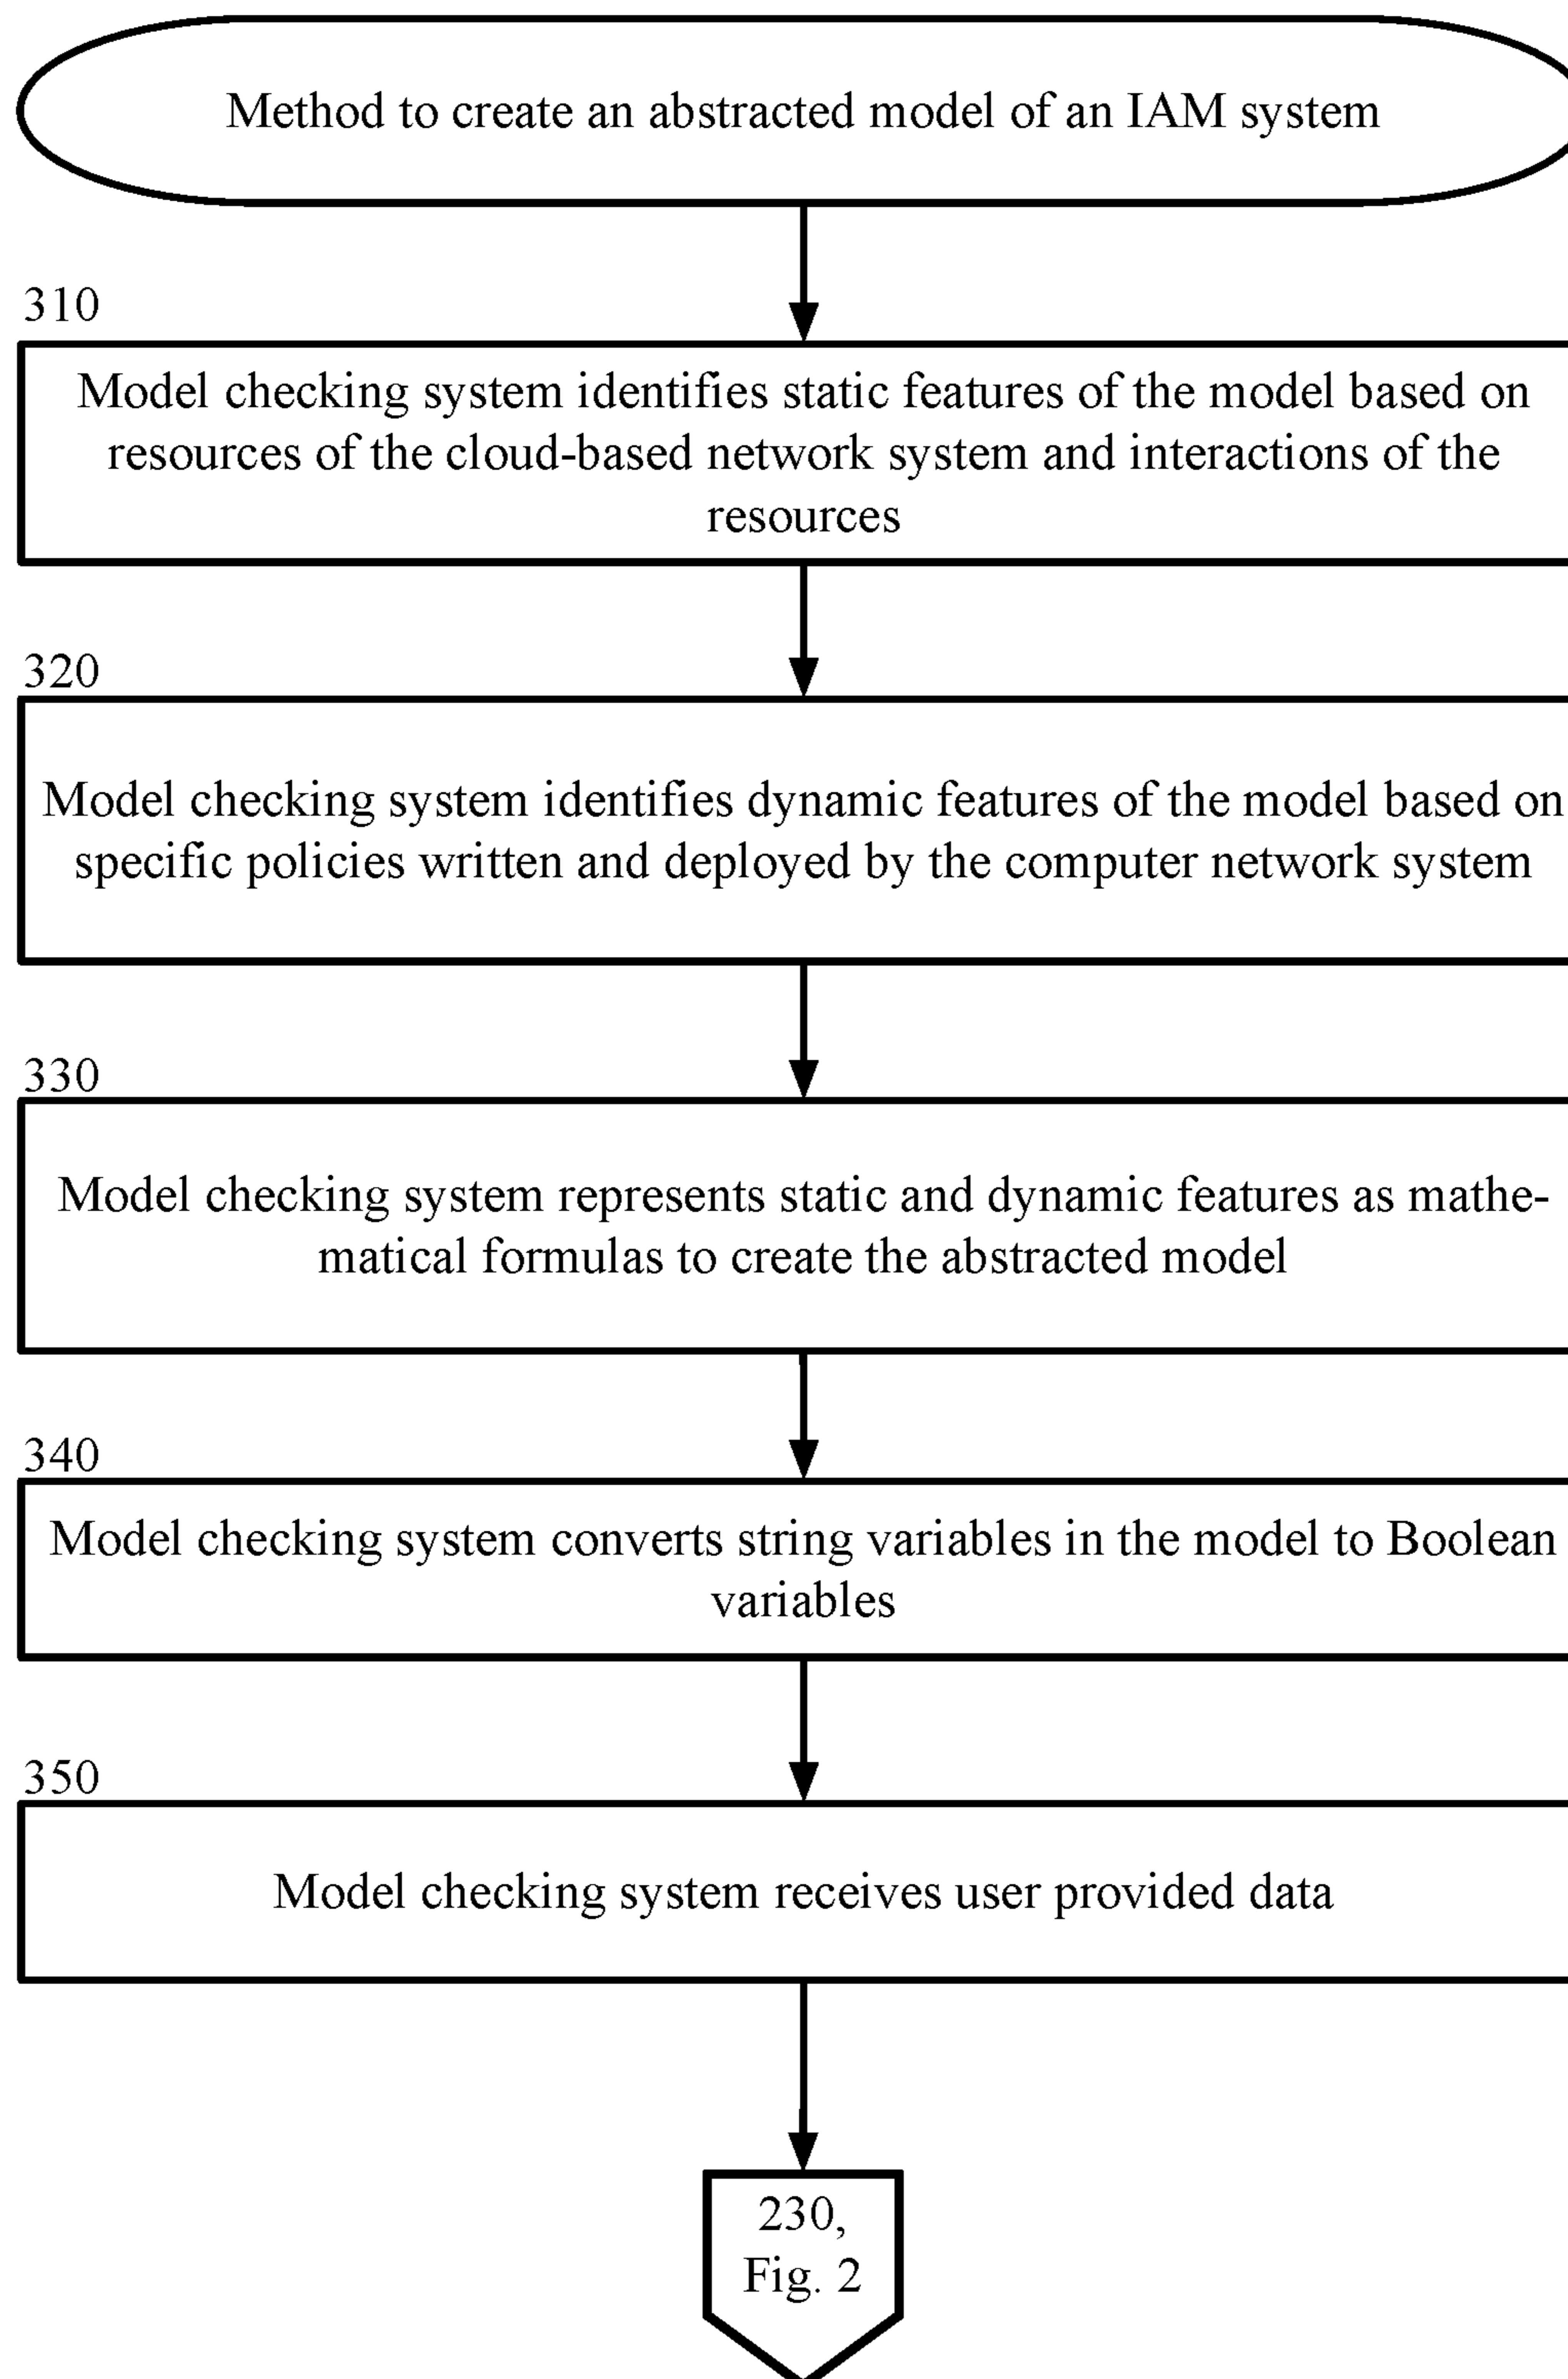 Method to create an abstracted model of an IAM system
310
Model checking system identifies static features of the model based on
resources of the cloud-based network system and interactions of the
resources
320
Model checking system identifies dynamic features of the model based on
specific policies written and deployed by the computer network system
330
Model checking system represents static and dynamic features as mathe-
matical formulas to create the abstracted model
340
Model checking system converts string variables in the model to Boolean
variables
350
Model checking system receives user provided data
230,
Fig. 2